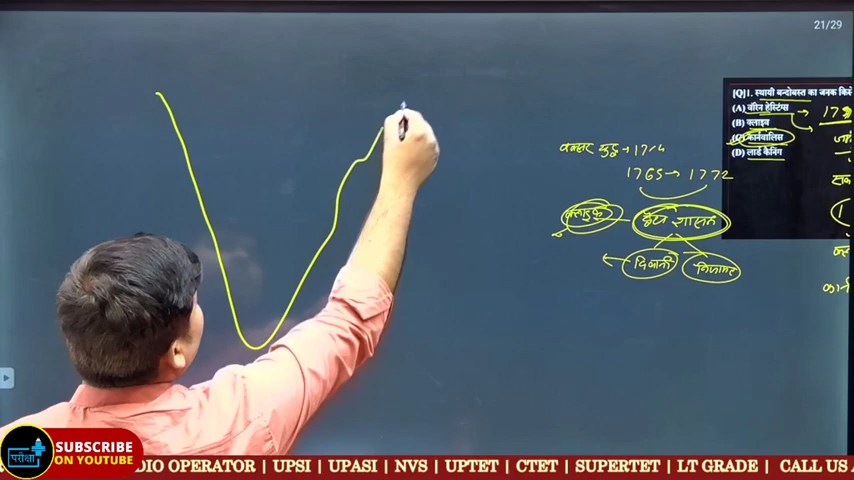 21/29
[Q]1. स्थायी बन्दोबस्त का जनक किसे
(A) वॉरेन हेस्टिंग्स
(B) क्लाइव
(C) कार्नवालिस
(D) लार्ड कैनिंग
बक्सर युद्ध →
1765 → 1772
क्लाइव
द्वैध शासन
दिवानी
निजामत
परीक्षा
SUBSCRIBE
ON YOUTUBE
DIO OPERATOR | UPSI | UPASI | NVS | UPTET | CTET | SUPERTET | LT GRADE | CALL US A